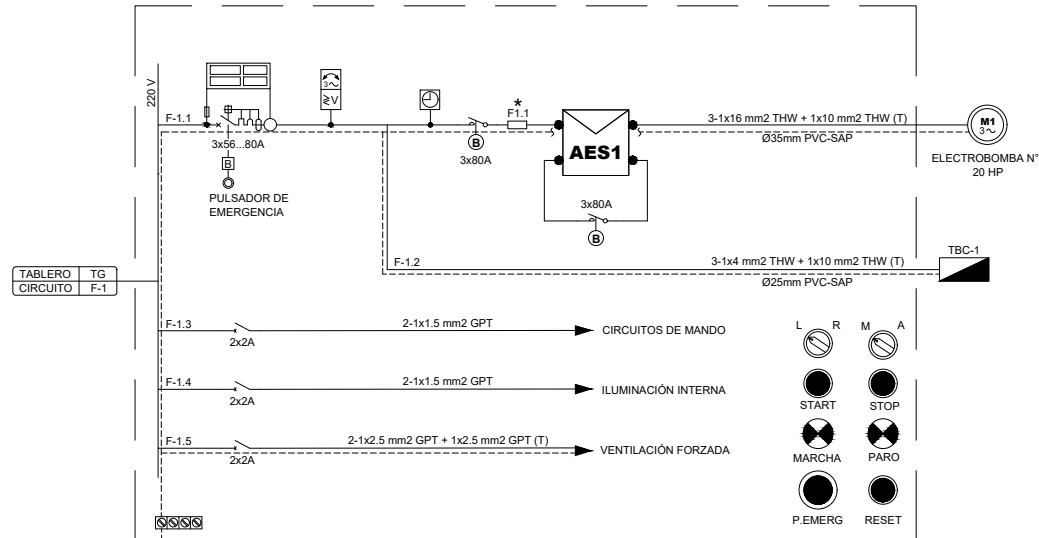 220 V
F-1.1
3x56...80A
B
PULSADOR DE
EMERGENCIA
3~
≷V
B
3x80A
*
F1.1
AES1
3x80A
B
3-1x16 mm2 THW + 1x10 mm2 THW (T)
Ø35mm PVC-SAP
M1
3~
ELECTROBOMBA N°
20 HP
F-1.2
3-1x4 mm2 THW + 1x10 mm2 THW (T)
Ø25mm PVC-SAP
TBC-1
TABLERO TG
CIRCUITO F-1
F-1.3
2x2A
2-1x1.5 mm2 GPT
CIRCUITOS DE MANDO
F-1.4
2x2A
2-1x1.5 mm2 GPT
ILUMINACIÓN INTERNA
F-1.5
2x2A
2-1x2.5 mm2 GPT + 1x2.5 mm2 GPT (T)
VENTILACIÓN FORZADA
L R
M A
START
STOP
MARCHA
PARO
P.EMERG
RESET